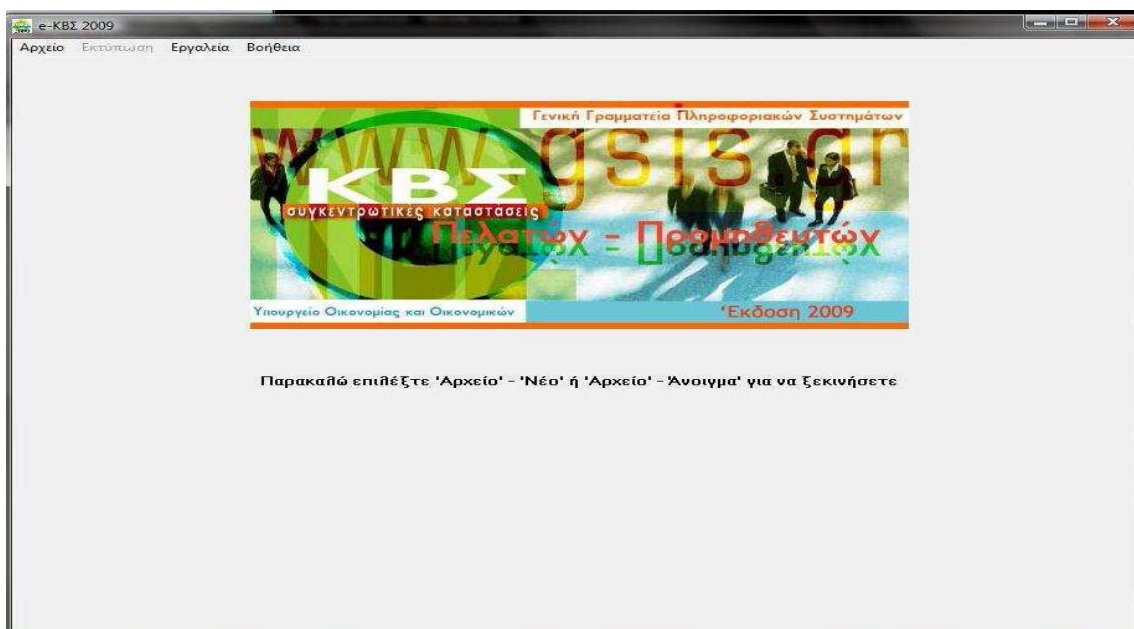 e-ΚΒΣ 2009
Αρχείο Εκτύπωση Εργαλεία Βοήθεια
Γενική Γραμματεία Πληροφοριακών Συστημάτων
www.gsis.gr
ΚΒΣ
συγκεντρωτικές καταστάσεις
Πελατών - Προμηθευτών
Υπουργείο Οικονομίας και Οικονομικών
Έκδοση 2009
Παρακαλώ επιλέξτε 'Αρχείο' - 'Νέο' ή 'Αρχείο' - Άνοιγμα' για να ξεκινήσετε